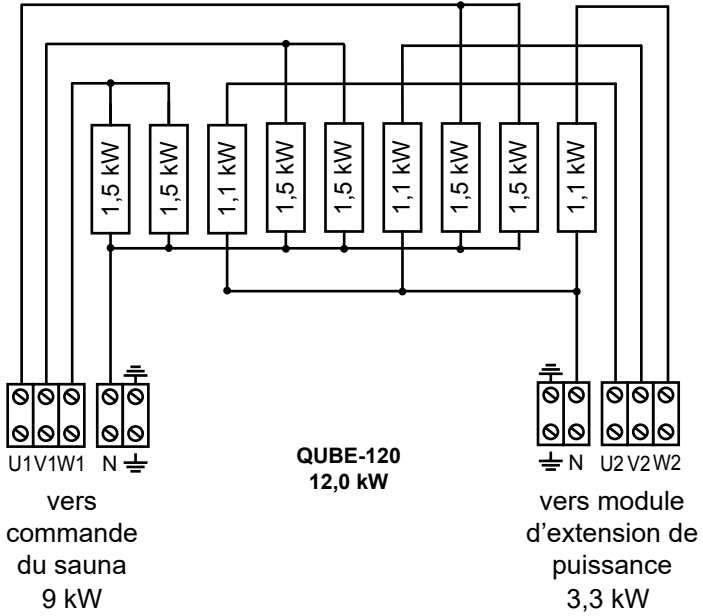 1,5 kW
1,5 kW
1,1 kW
1,5 kW
1,5 kW
1,1 kW
1,5 kW
1,5 kW
1,1 kW
U1 V1 W1 N
N U2 V2 W2
QUBE-120
12,0 kW
vers
commande
du sauna
9 kW
vers module
d'extension de
puissance
3,3 kW